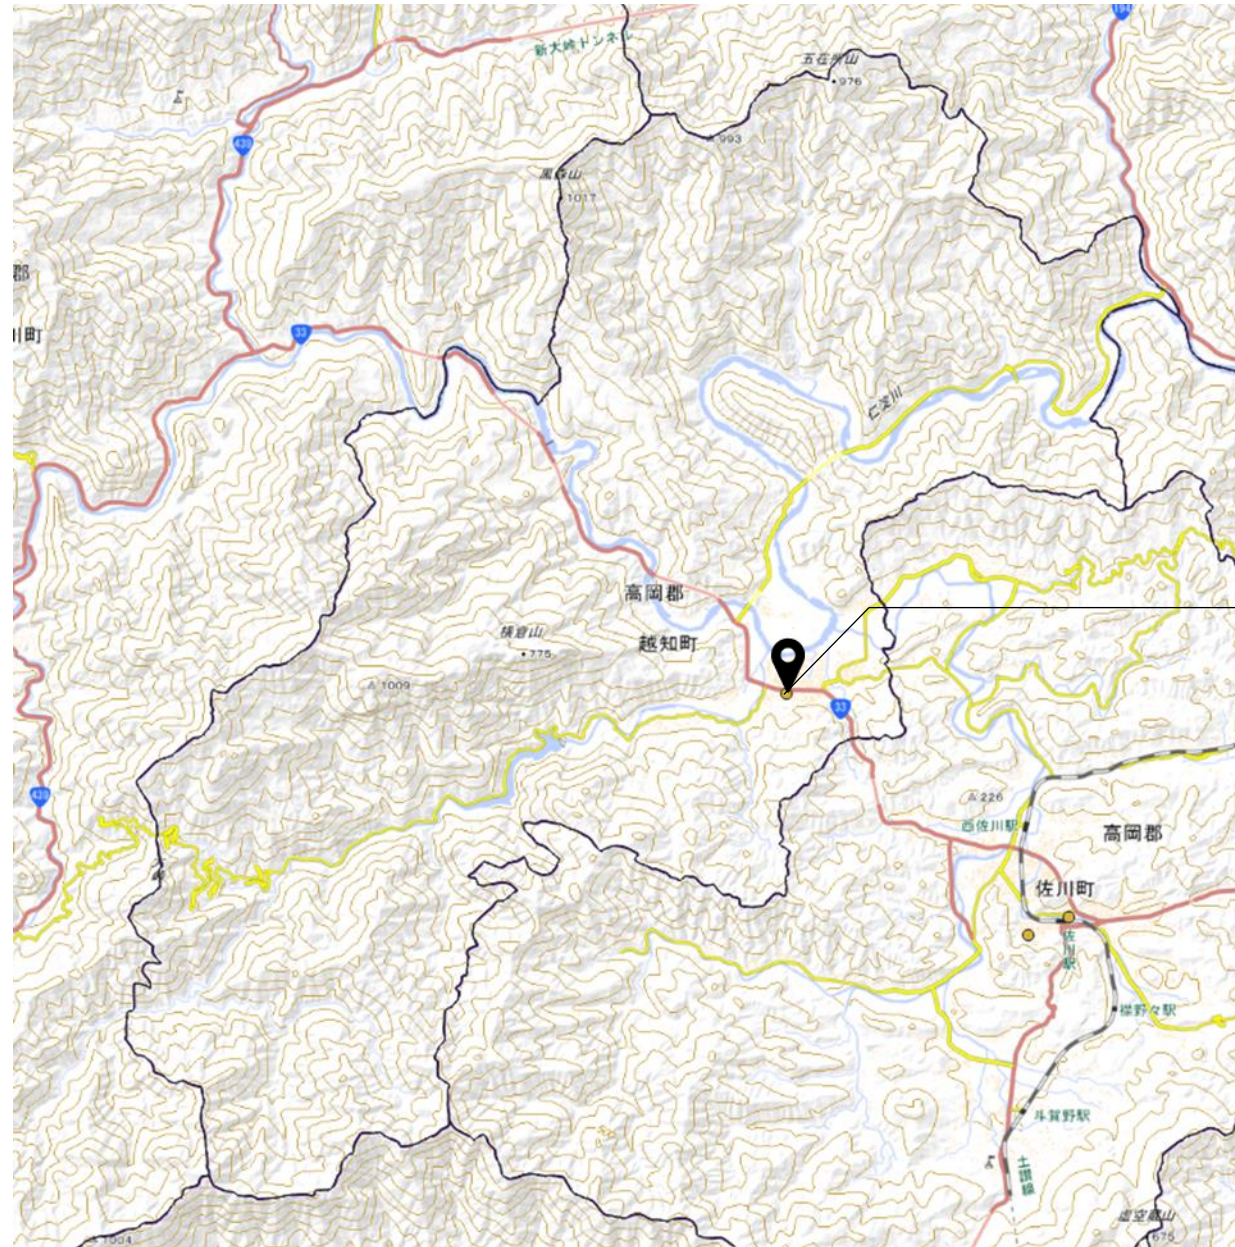 194
新大峠トンネル
五在所山
976
439
993
黒森山
1017
郡
川町
33
仁淀川
高岡郡
横倉山
越知町
775
1009
33
439
226
西佐川駅
高岡郡
佐川町
佐川駅
襟野々駅
斗賀野駅
土讃線
虚空蔵山
675
1004